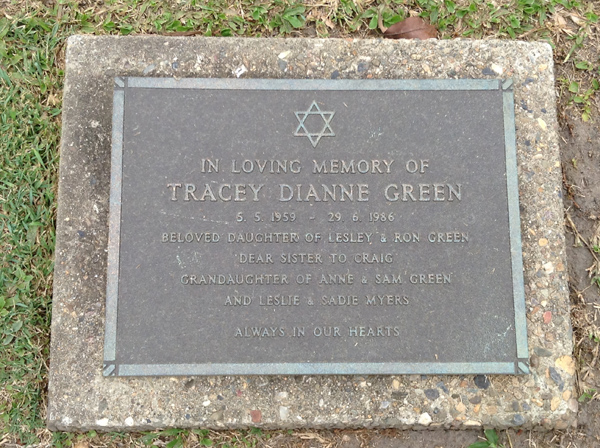 IN LOVING MEMORY OF
TRACEY DIANNE GREEN
5. 5. 1959 - 29. 6. 1986
BELOVED DAUGHTER OF LESLEY & RON GREEN
DEAR SISTER TO CRAIG
GRANDAUGHTER OF ANNE & SAM GREEN
AND LESLIE & SADIE MYERS
ALWAYS IN OUR HEARTS